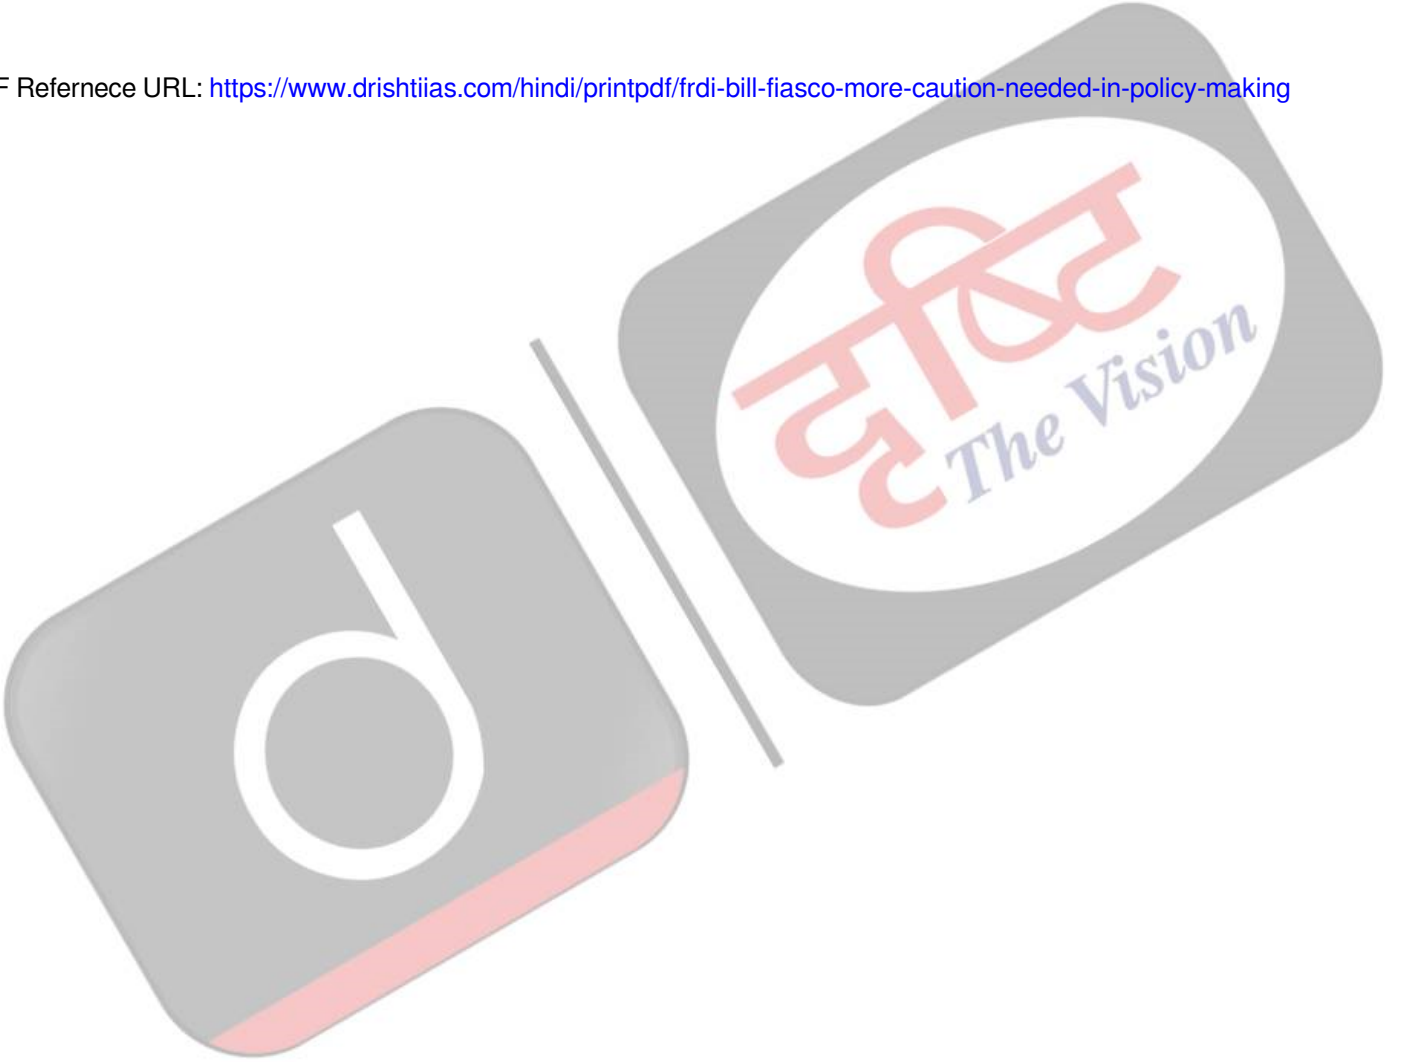 F Refernece URL: https://www.drishtiias.com/hindi/printpdf/frdi-bill-fiasco-more-caution-needed-in-policy-making
दृष्टि
The Vision
d